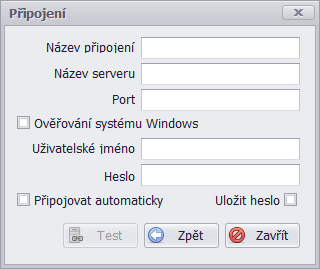 Připojení
Název připojení
Název serveru
Port
Ověřování systému Windows
Uživatelské jméno
Heslo
Připojovat automaticky Uložit heslo
Test Zpět Zavřít